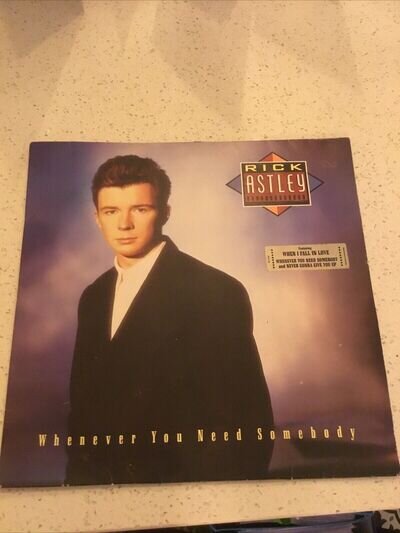 RICK
ASTLEY
Featuring
WHEN I FALL IN LOVE
WHENEVER YOU NEED SOMEBODY
and NEVER GONNA GIVE YOU UP
Whenever You Need Somebody